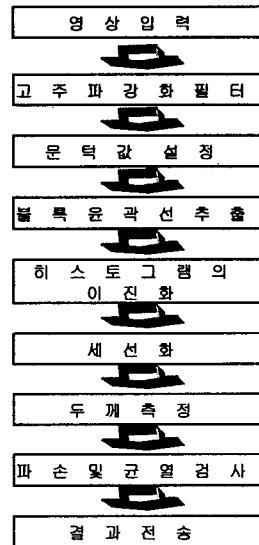 영 상 입 력
고 주 파 강 화 필 터
문 턱 값 설 정
블 록 윤 곽 선 추 출
히 스 토 그 램 의
이 진 화
세 선 화
두 께 측 정
파 손 및 균 열 검 사
결 과 전 송